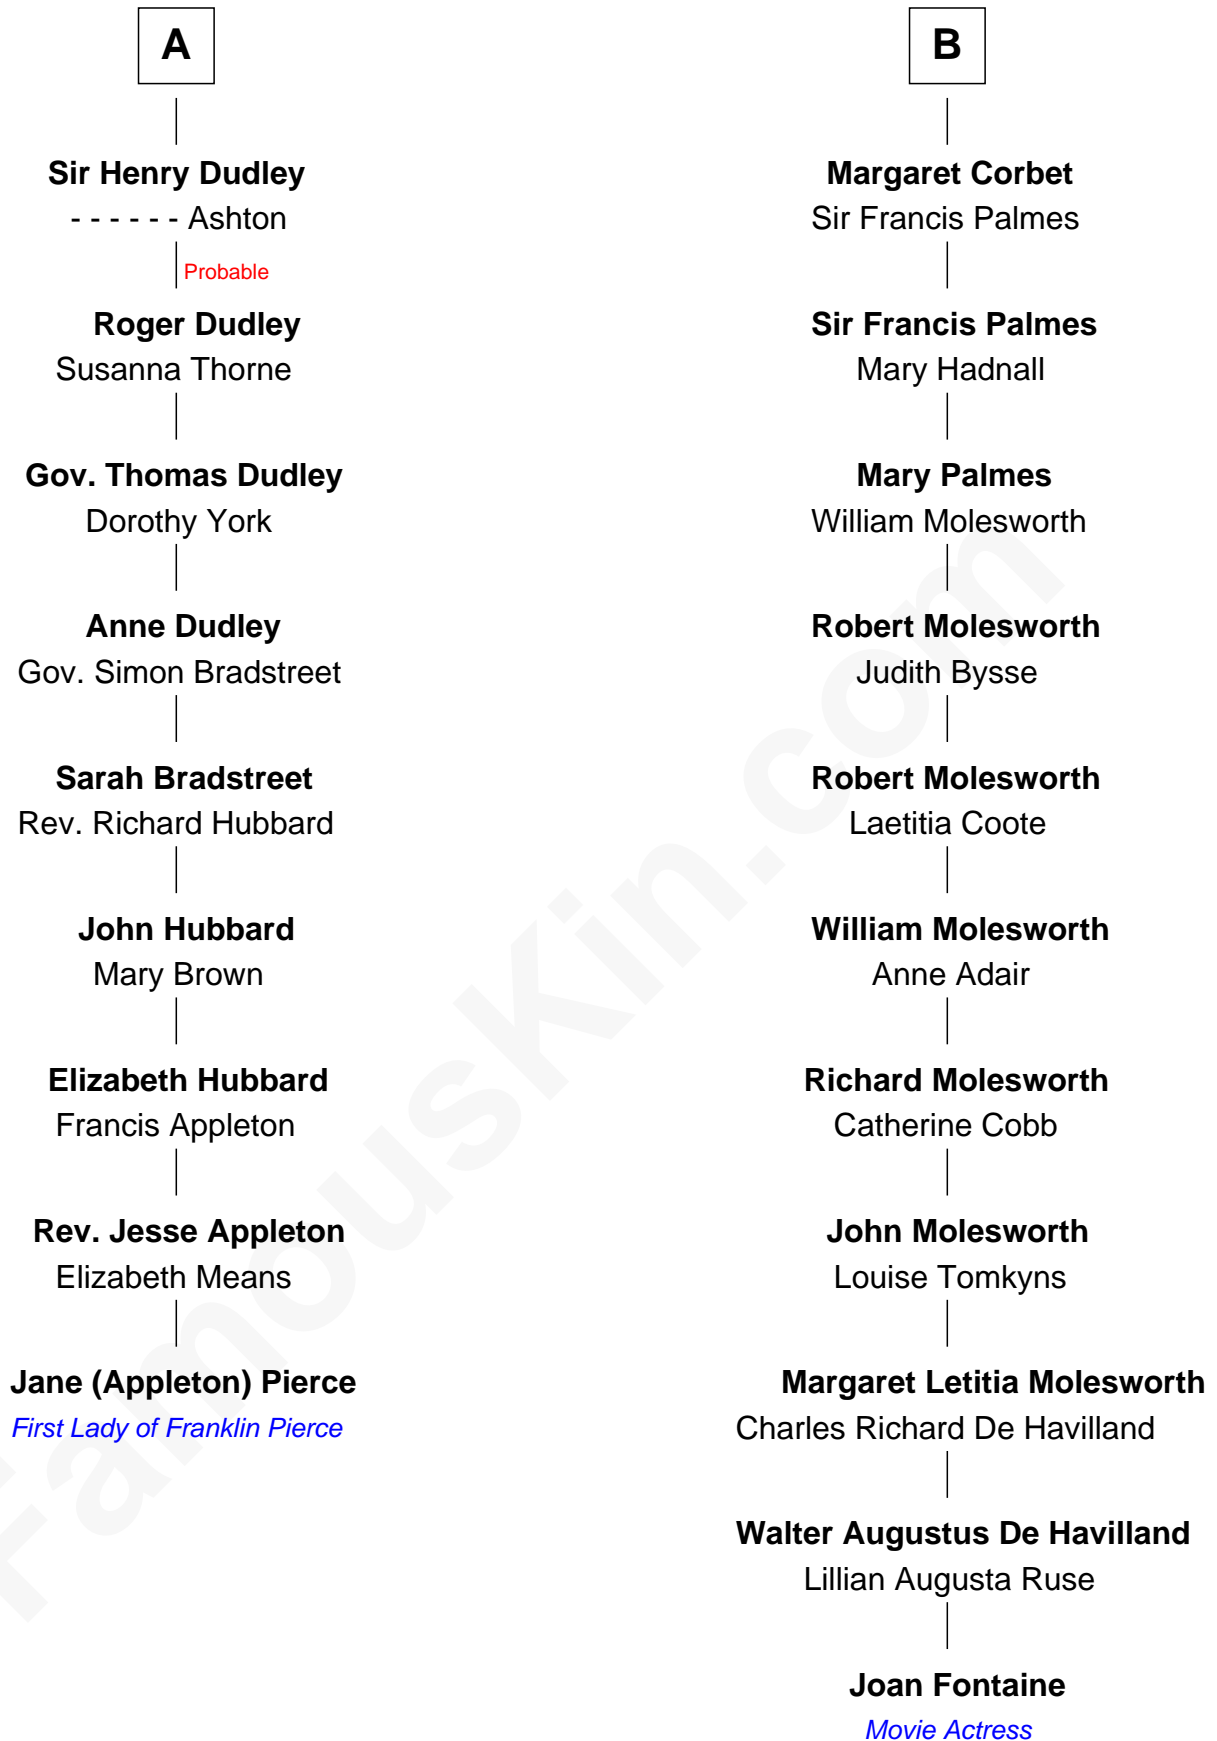 A
Sir Henry Dudley
- - - - - - Ashton
Probable
Roger Dudley
Susanna Thorne
Gov. Thomas Dudley
Dorothy York
Anne Dudley
Gov. Simon Bradstreet
Sarah Bradstreet
Rev. Richard Hubbard
John Hubbard
Mary Brown
Elizabeth Hubbard
Francis Appleton
Rev. Jesse Appleton
Elizabeth Means
Jane (Appleton) Pierce
First Lady of Franklin Pierce
B
Margaret Corbet
Sir Francis Palmes
Sir Francis Palmes
Mary Hadnall
Mary Palmes
William Molesworth
Robert Molesworth
Judith Bysse
Robert Molesworth
Laetitia Coote
William Molesworth
Anne Adair
Richard Molesworth
Catherine Cobb
John Molesworth
Louise Tomkyns
Margaret Letitia Molesworth
Charles Richard De Havilland
Walter Augustus De Havilland
Lillian Augusta Ruse
Joan Fontaine
Movie Actress
FamousKin.com